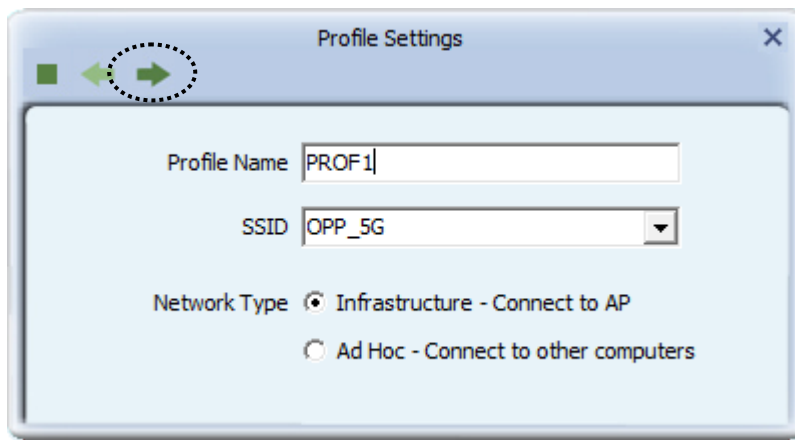 Profile Settings
Profile Name PROF1
SSID OPP_5G
Network Type Infrastructure - Connect to AP
Ad Hoc - Connect to other computers